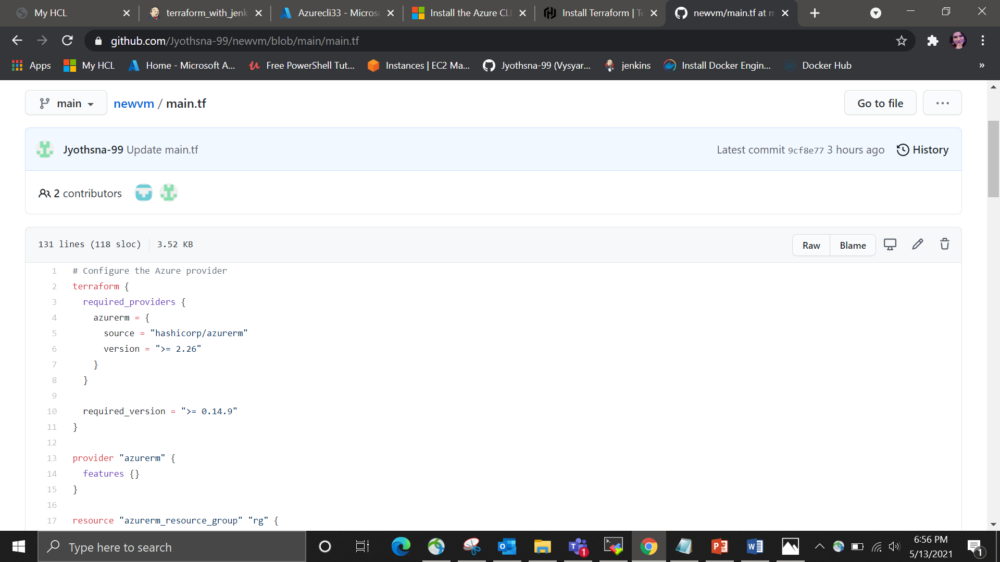 My HCL
terraform_with_jenk
Azurecli33 - Micros
Install the Azure CLI
Install Terraform | Te
newvm/main.tf at m
github.com/Jyothsna-99/newvm/blob/main/main.tf
Apps
My HCL
Home - Microsoft A...
Free PowerShell Tut...
Instances | EC2 Ma...
Jyothsna-99 (Vysyar...
jenkins
Install Docker Engin...
Docker Hub
»
main
newvm / main.tf
Go to file
...
Jyothsna-99 Update main.tf
Latest commit 9cf8e77 3 hours ago
History
2 contributors
131 lines (118 sloc)
3.52 KB
Raw
Blame
1 # Configure the Azure provider
2 terraform {
3 required_providers {
4 azurerm = {
5 source = "hashicorp/azurerm"
6 version = ">= 2.26"
7 }
8 }
9
10 required_version = ">= 0.14.9"
11 }
12
13 provider "azurerm" {
14 features {}
15 }
16
17 resource "azurerm_resource_group" "rg" {
Type here to search
1
6:56 PM
5/13/2021
1